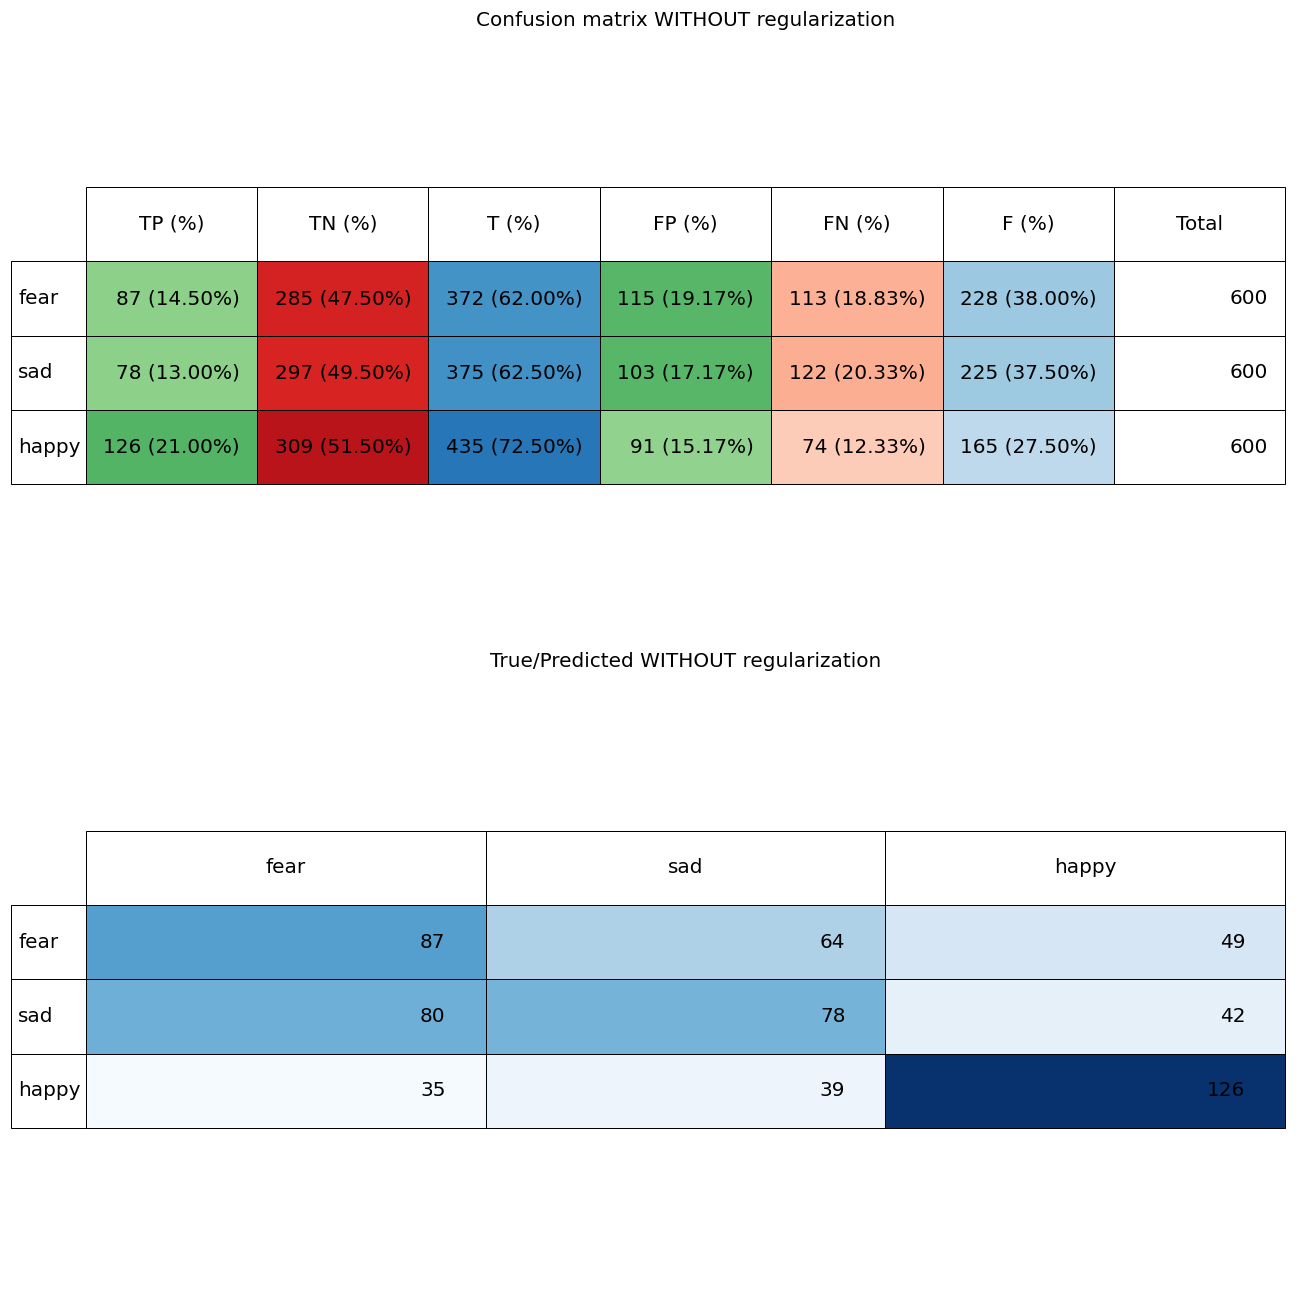 Confusion matrix WITHOUT regularization
TP (%) TN (%) T (%) FP (%) FN (%) F (%) Total
fear 87 (14.50%) 285 (47.50%) 372 (62.00%) 115 (19.17%) 113 (18.83%) 228 (38.00%) 600
sad 78 (13.00%) 297 (49.50%) 375 (62.50%) 103 (17.17%) 122 (20.33%) 225 (37.50%) 600
happy 126 (21.00%) 309 (51.50%) 435 (72.50%) 91 (15.17%) 74 (12.33%) 165 (27.50%) 600
True/Predicted WITHOUT regularization
fear sad happy
fear 87 64 49
sad 80 78 42
happy 35 39 126